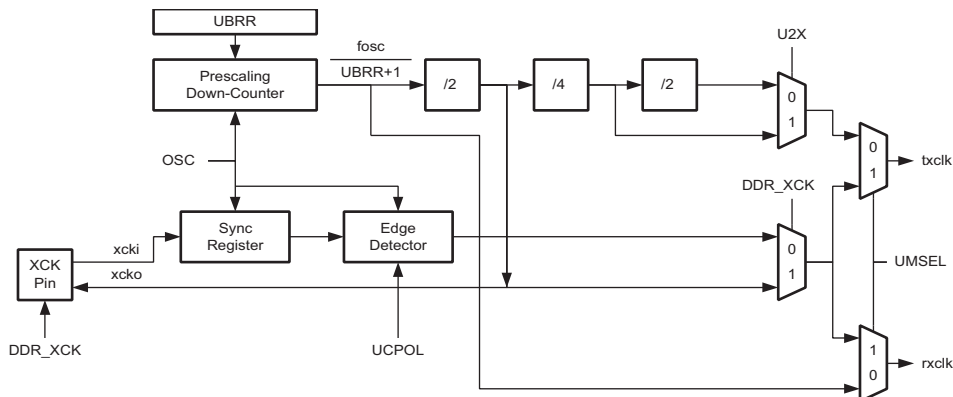 UBRR
fosc
U2X
Prescaling
Down-Counter
UBRR+1
/2
/4
/2
0
1
OSC
0
1
txclk
DDR_XCK
Sync
Register
Edge
Detector
xcki
0
1
XCK
Pin
xcko
UMSEL
DDR_XCK
UCPOL
1
0
rxclk